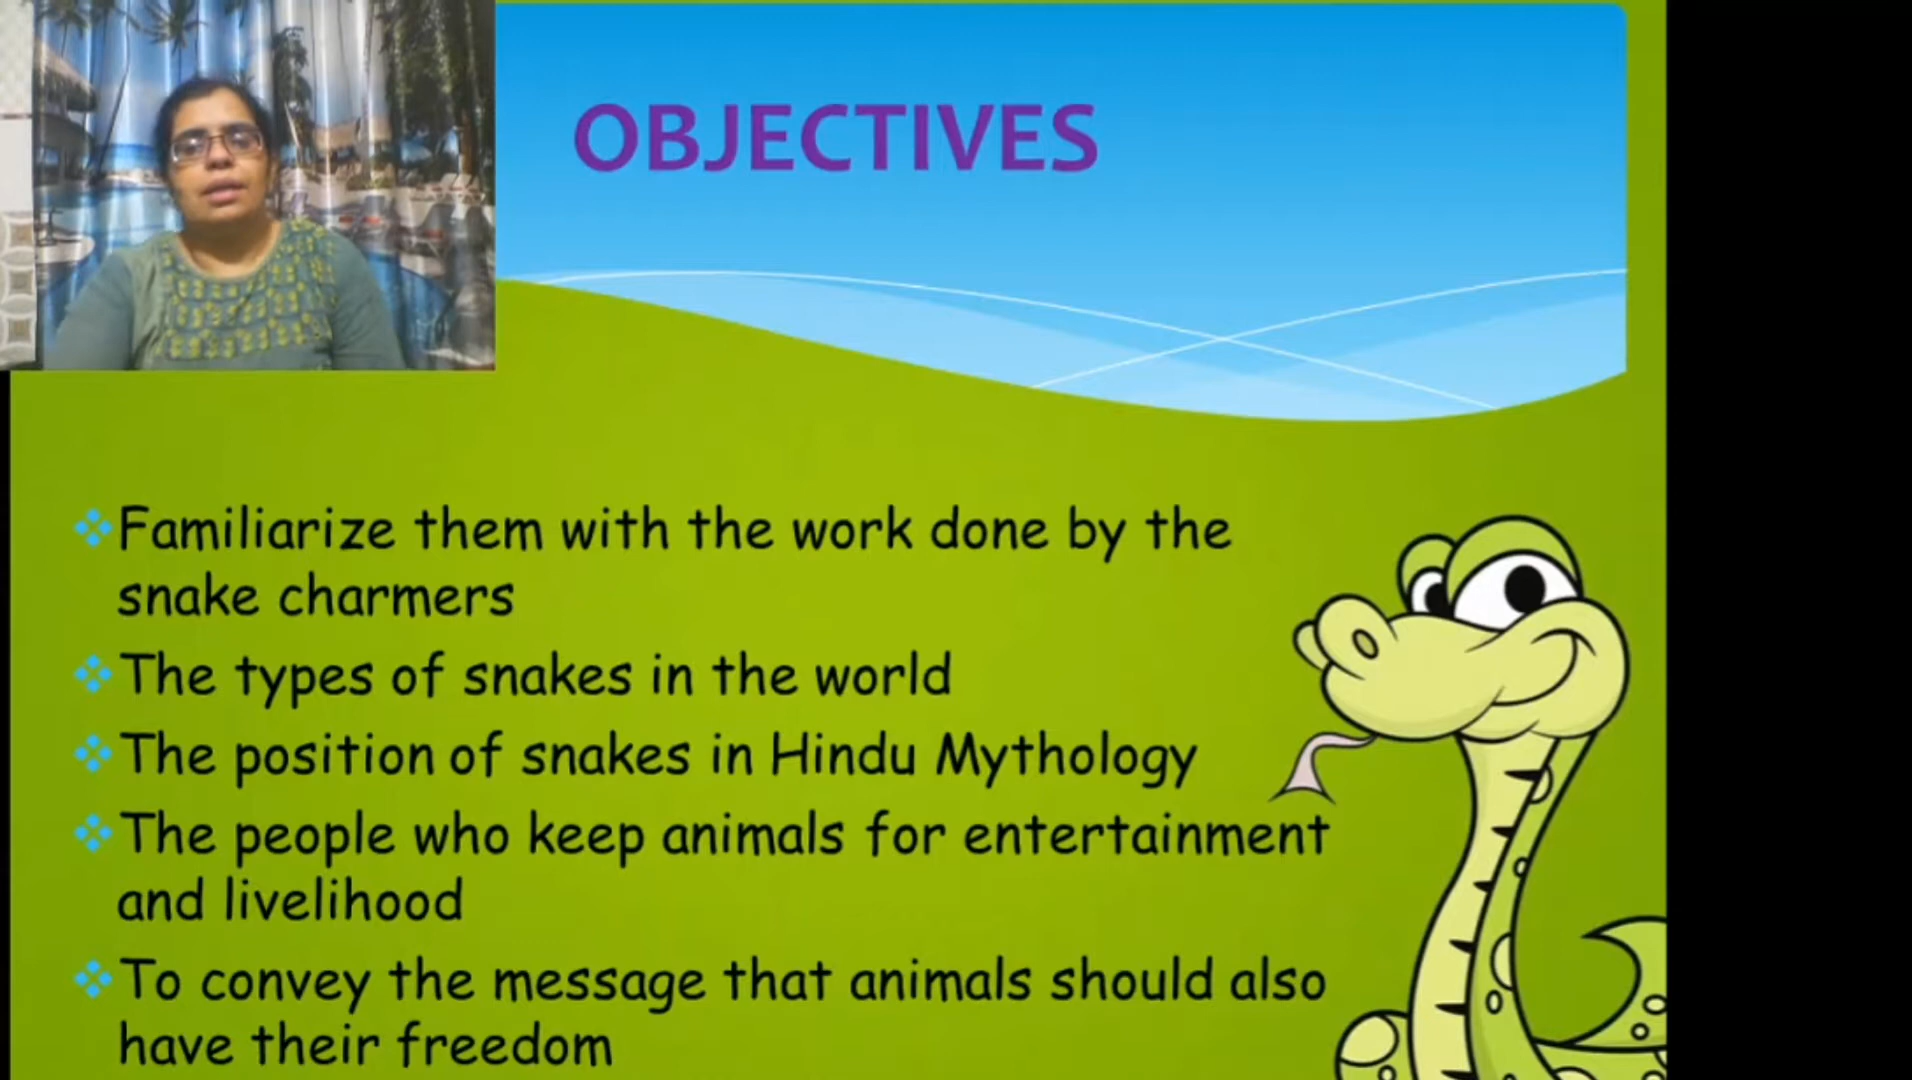 OBJECTIVES
Familiarize them with the work done by the
snake charmers
The types of snakes in the world
The position of snakes in Hindu Mythology
The people who keep animals for entertainment
and livelihood
To convey the message that animals should also
have their freedom